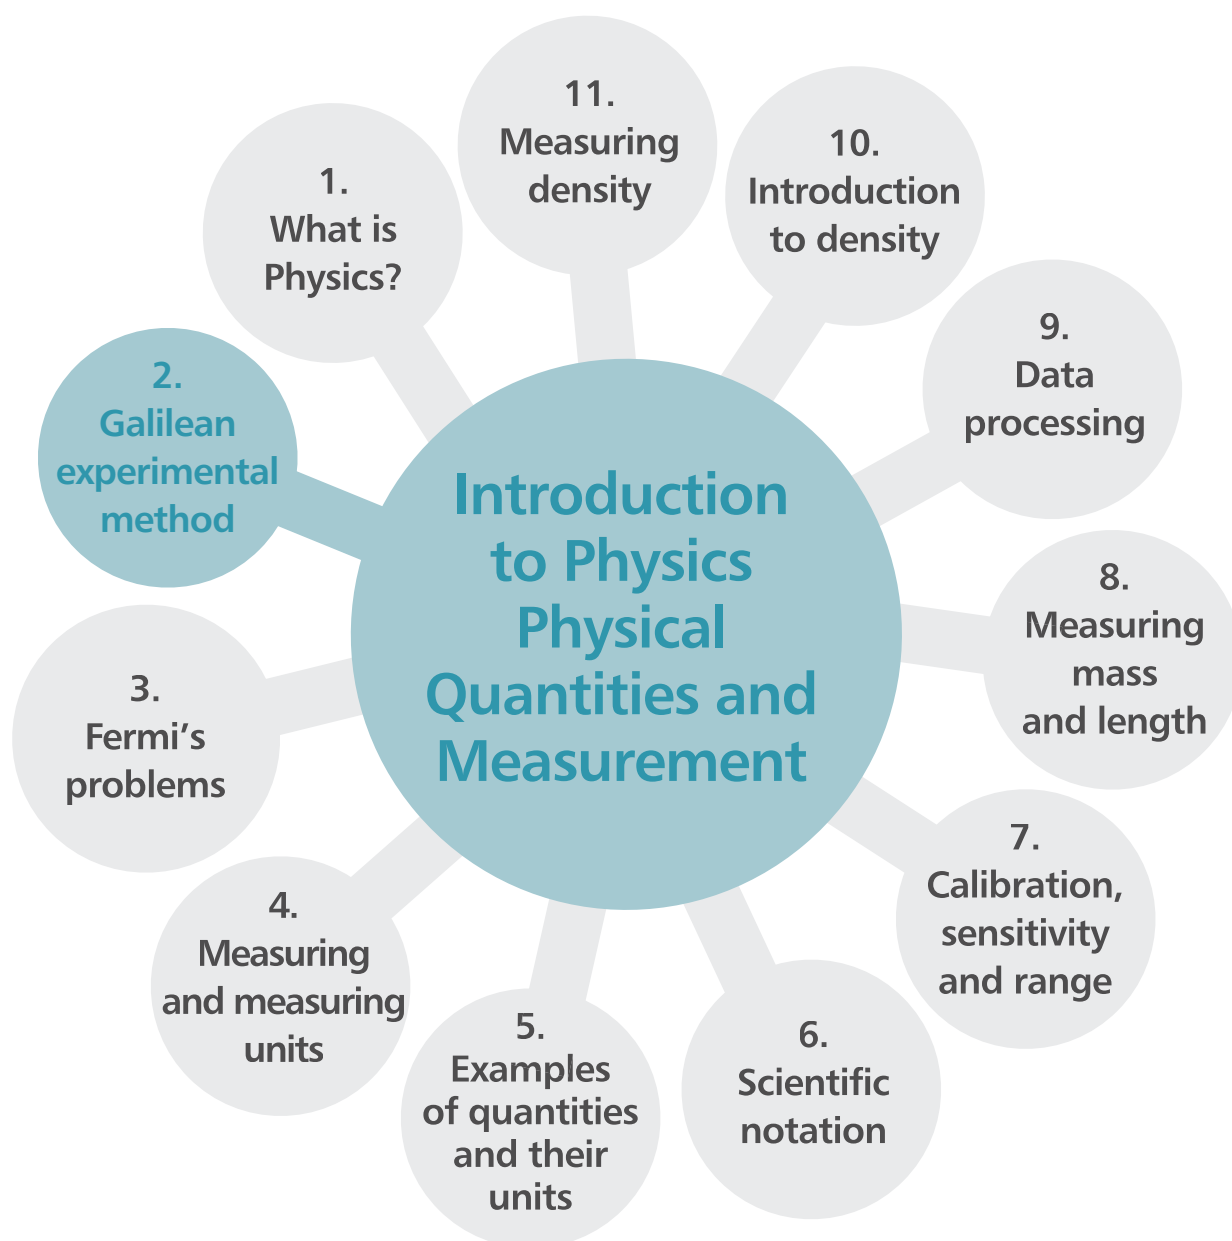 Introduction
to Physics
Physical
Quantities and
Measurement
1.
What is
Physics?
2.
Galilean
experimental
method
3.
Fermi’s
problems
4.
Measuring
and measuring
units
5.
Examples
of quantities
and their
units
6.
Scientific
notation
7.
Calibration,
sensitivity
and range
8.
Measuring
mass
and length
9.
Data
processing
10.
Introduction
to density
11.
Measuring
density